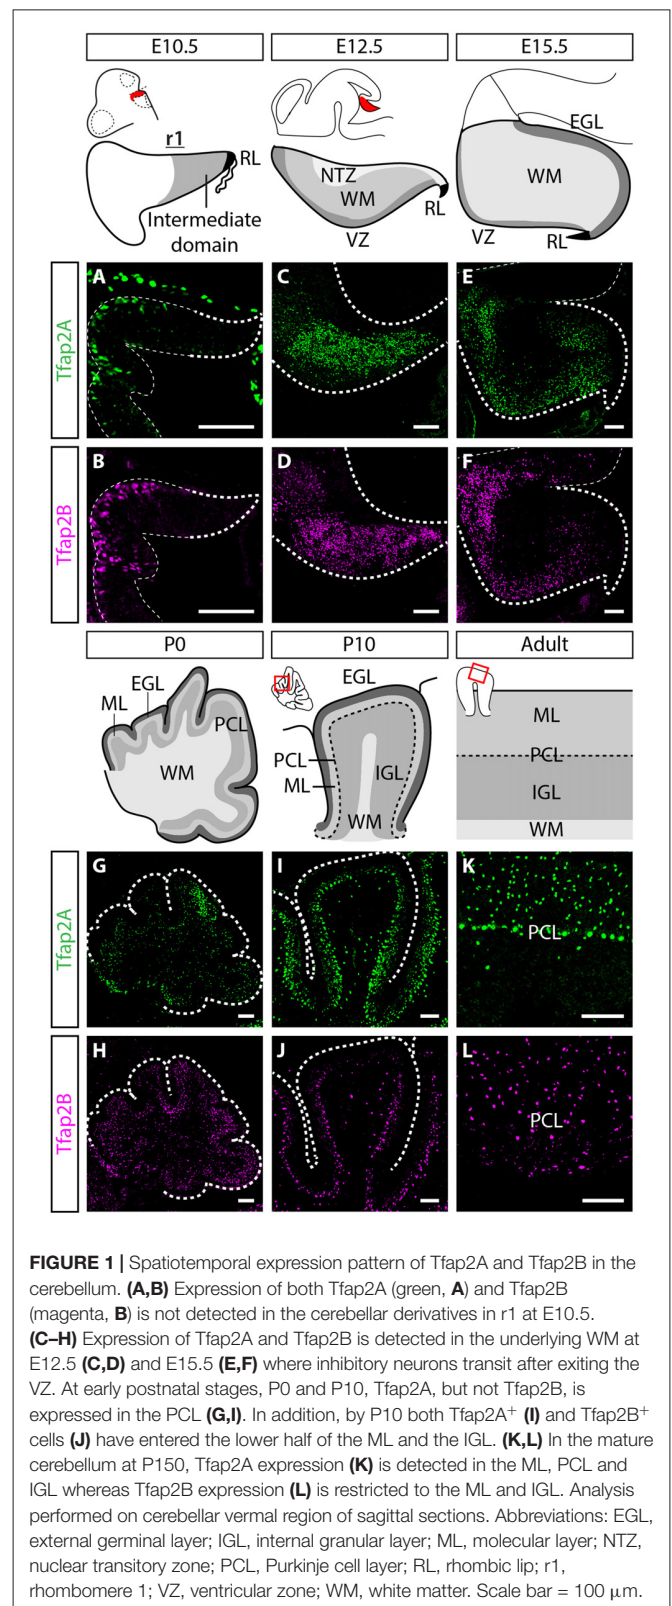 E10.5 E12.5 E15.5
r1
RL
Intermediate
domain
NTZ
WM
RL
VZ
EGL
WM
VZ
RL
Tfap2A
A C E
Tfap2B
B D F
P0 P10 Adult
EGL
ML
PCL
WM
EGL
PCL
ML
IGL
WM
ML
PCL
IGL
WM
Tfap2A
G I K
PCL
Tfap2B
H J L
PCL
FIGURE 1 | Spatiotemporal expression pattern of Tfap2A and Tfap2B in the
cerebellum. (A,B) Expression of both Tfap2A (green, A) and Tfap2B
(magenta, B) is not detected in the cerebellar derivatives in r1 at E10.5.
(C–H) Expression of Tfap2A and Tfap2B is detected in the underlying WM at
E12.5 (C,D) and E15.5 (E,F) where inhibitory neurons transit after exiting the
VZ. At early postnatal stages, P0 and P10, Tfap2A, but not Tfap2B, is
expressed in the PCL (G,I). In addition, by P10 both Tfap2A+ (I) and Tfap2B+
cells (J) have entered the lower half of the ML and the IGL. (K,L) In the mature
cerebellum at P150, Tfap2A expression (K) is detected in the ML, PCL and
IGL whereas Tfap2B expression (L) is restricted to the ML and IGL. Analysis
performed on cerebellar vermal region of sagittal sections. Abbreviations: EGL,
external germinal layer; IGL, internal granular layer; ML, molecular layer; NTZ,
nuclear transitory zone; PCL, Purkinje cell layer; RL, rhombic lip; r1,
rhombomere 1; VZ, ventricular zone; WM, white matter. Scale bar = 100 μm.